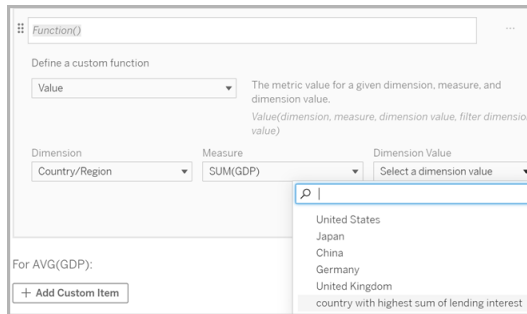 Function()
...
Define a custom function
Value
The metric value for a given dimension, measure, and
dimension value.
Value(dimension, measure, dimension value, filter dimensio
value)
Dimension
Measure
Dimension Value
Country/Region
SUM(GDP)
Select a dimension value
United States
Japan
China
Germany
United Kingdom
country with highest sum of lending interest
For AVG(GDP):
+ Add Custom Item